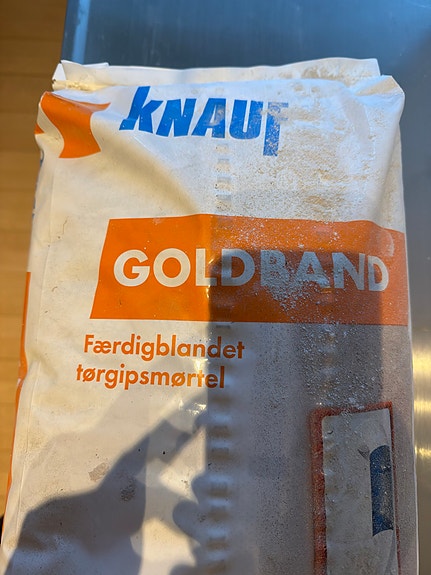 KNAUF
GOLDBAND
Færdigblandet
tørgipsmørtel